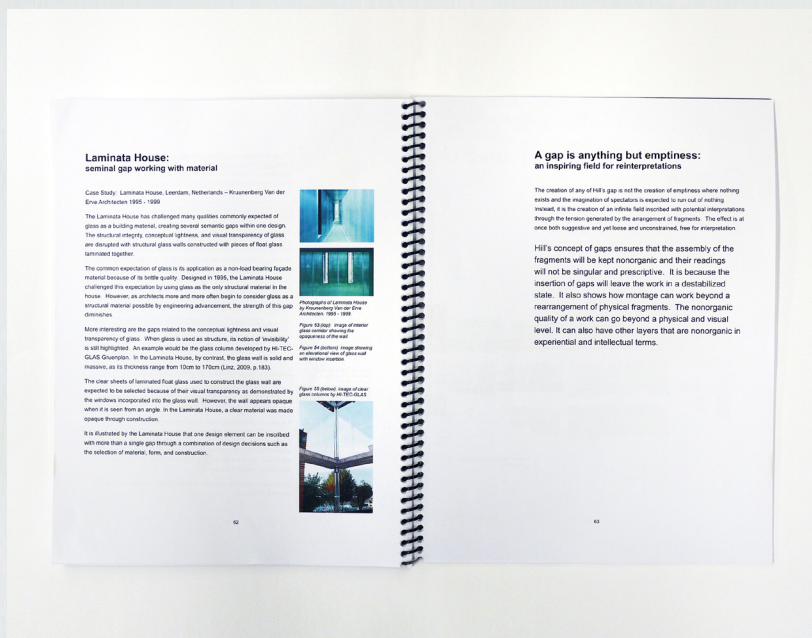 Laminata House:
seminal gap working with material
Case Study: Laminata House, Leerdam, Netherlands – Kruunenberg Van der
Erve Architecten 1995 - 1999
The Laminata House has challenged many qualities commonly expected of
glass as a building material, creating several semantic gaps within one design.
The structural integrity, conceptual lightness, and visual transparency of glass
are disrupted with structural glass walls constructed with pieces of float glass
laminated together.
The common expectation of glass is its application as a non-load bearing façade
material because of its brittle quality. Designed in 1995, the Laminata House
challenged this expectation by using glass as the only structural material in the
house. However, as architects more and more often begin to consider glass as a
structural material possible by engineering advancement, the strength of this gap
diminishes.
More interesting are the gaps related to the conceptual lightness and visual
transparency of glass. When glass is used as structure, its notion of 'invisibility'
is still highlighted. An example would be the glass column developed by HI-TEC-
GLAS Gruenplan. In the Laminata House, by contrast, the glass wall is solid and
massive, as its thickness range from 10cm to 170cm (Linz, 2009, p.183).
The clear sheets of laminated float glass used to construct the glass wall are
expected to be selected because of their visual transparency as demonstrated by
the windows incorporated into the glass wall. However, the wall appears opaque
when it is seen from an angle. In the Laminata House, a clear material was made
opaque through construction.
It is illustrated by the Laminata House that one design element can be inscribed
with more than a single gap through a combination of design decisions such as
the selection of material, form, and construction.
Photographs of Laminata House
by Kruunenberg Van der Erve
Architecten, 1995 - 1999.
Figure 53 (top): image of interior
glass corridor showing the
opaqueness of the wall
Figure 54 (bottom): image showing
an elevational view of glass wall
with window insertion.
Figure 55 (below): image of clear
glass columns by HI-TEC-GLAS
62
A gap is anything but emptiness:
an inspiring field for reinterpretations
The creation of any of Hill's gap is not the creation of emptiness where nothing
exists and the imagination of spectators is expected to run out of nothing.
Instead, it is the creation of an infinite field inscribed with potential interpretations
through the tension generated by the arrangement of fragments. The effect is at
once both suggestive and yet loose and unconstrained, free for interpretation.
Hill's concept of gaps ensures that the assembly of the
fragments will be kept nonorganic and their readings
will not be singular and prescriptive. It is because the
insertion of gaps will leave the work in a destabilized
state. It also shows how montage can work beyond a
rearrangement of physical fragments. The nonorganic
quality of a work can go beyond a physical and visual
level. It can also have other layers that are nonorganic in
experiential and intellectual terms.
63